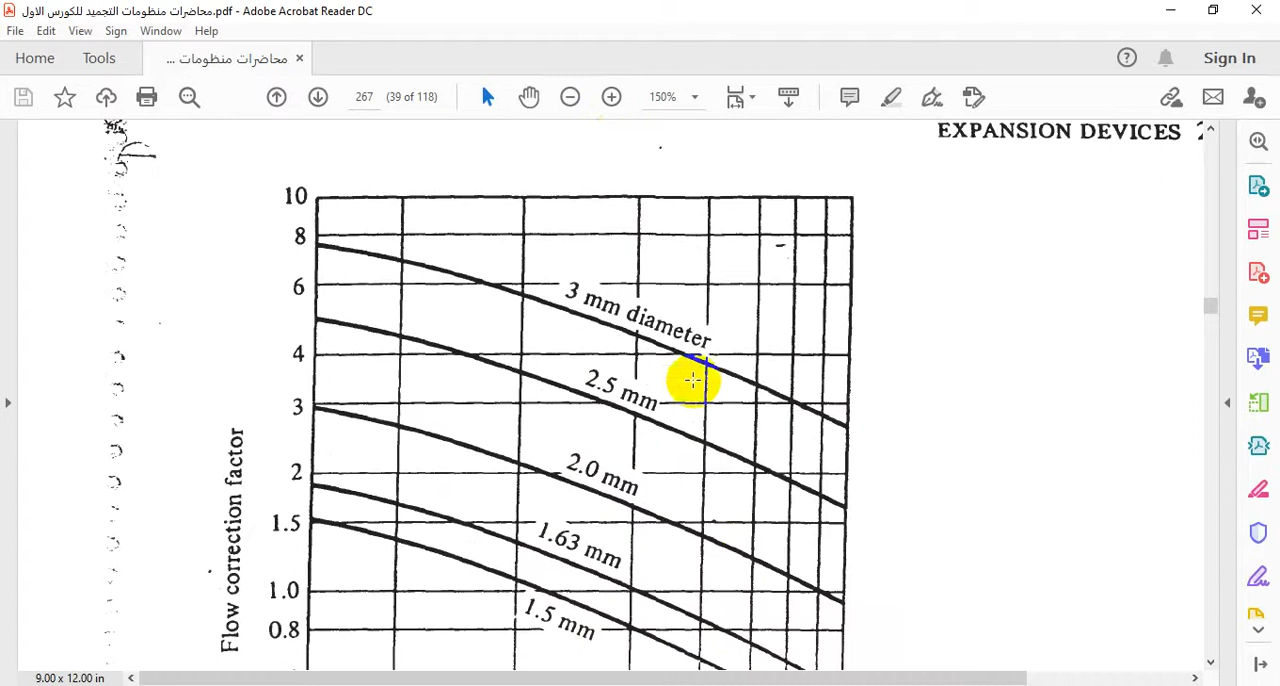 محاضرات منظومات التجميد للكورس الاول.pdf - Adobe Acrobat Reader DC
File Edit View Sign Window Help
Home Tools محاضرات منظومات ... × Sign In
267 (39 of 118) 150%
EXPANSION DEVICES
10
8
6
3 mm diameter
4
2.5 mm
3
2.0 mm
2
1.5
1.63 mm
1.0
1.5 mm
0.8
Flow correction factor
9.00 x 12.00 in